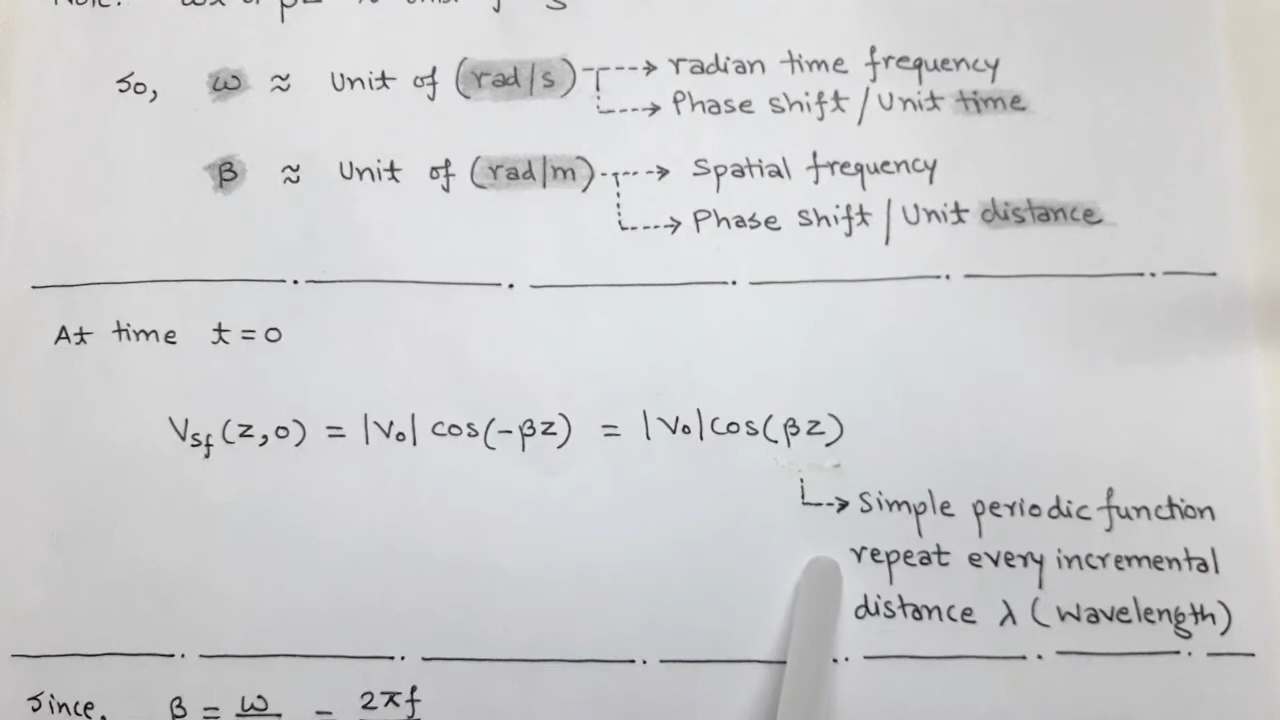 So, ω ≈ Unit of (rad/s) → radian time frequency
→ Phase shift / Unit time
β ≈ Unit of (rad/m) → Spatial frequency
→ Phase shift / Unit distance
At time t = 0
Vsf (z,0) = |V₀| cos(-βz) = |V₀|cos(βz)
→ Simple periodic function
repeat every incremental
distance λ (wavelength)
Since, β = ω = 2πf